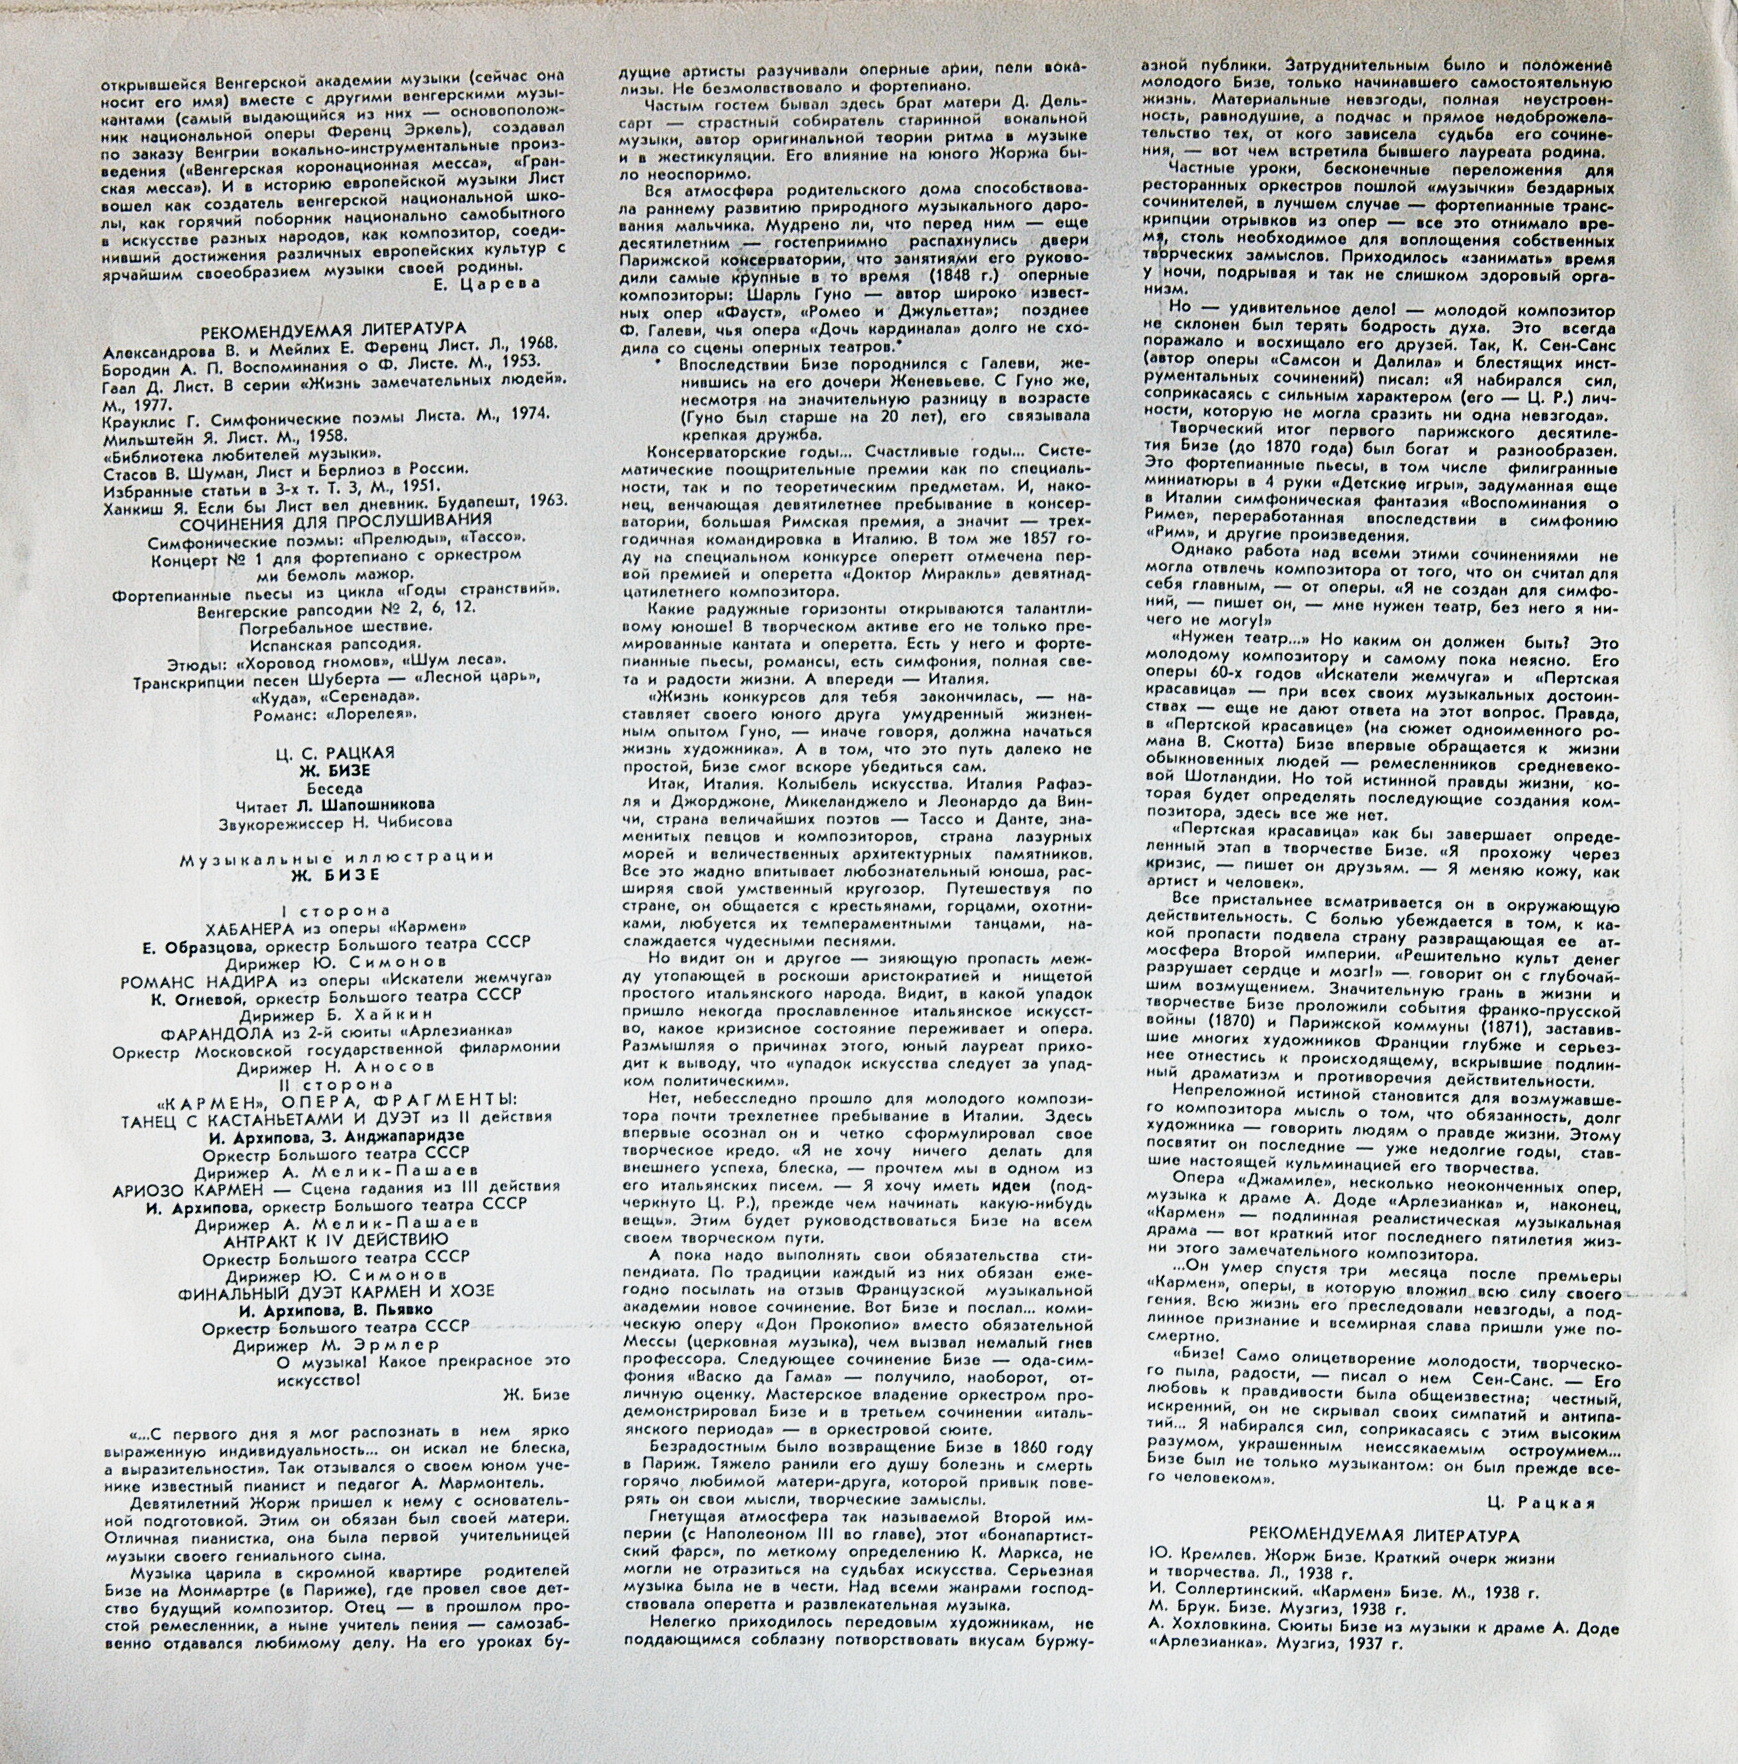 открывшейся Венгерской академии музыки (сейчас она
носит его имя) вместе с другими венгерскими музы-
кантами (самый выдающийся из них — основополож-
ник национальной оперы Ференц Эркель), создавал
по заказу Венгрии вокально-инструментальные произ-
ведения («Венгерская коронационная месса», «Гран-
ская месса»). И в историю европейской музыки Лист
вошел как создатель венгерской национальной шко-
лы, как горячий поборник национально самобытного
в искусстве разных народов, как композитор, соеди-
нивший достижения различных европейских культур с
ярчайшим своеобразием музыки своей родины.
Е. Царева
РЕКОМЕНДУЕМАЯ ЛИТЕРАТУРА
Александрова В. и Мейлих Е. Ференц Лист. Л., 1968.
Бородин А. П. Воспоминания о Ф. Листе. М., 1953.
Гаал Д. Лист. В серии «Жизнь замечательных людей».
М., 1977.
Крауклис Г. Симфонические поэмы Листа. М., 1974.
Мильштейн Я. Лист. М., 1958.
«Библиотека любителей музыки».
Стасов В. Шуман, Лист и Берлиоз в России.
Избранные статьи в 3-х т. Т. 3, М., 1951.
Ханкиш Я. Если бы Лист вел дневник. Будапешт, 1963.
СОЧИНЕНИЯ ДЛЯ ПРОСЛУШИВАНИЯ
Симфонические поэмы: «Прелюды», «Тассо».
Концерт № 1 для фортепиано с оркестром
ми бемоль мажор.
Фортепианные пьесы из цикла «Годы странствий».
Венгерские рапсодии № 2, 6, 12.
Погребальное шествие.
Испанская рапсодия.
Этюды: «Хоровод гномов», «Шум леса».
Транскрипции песен Шуберта — «Лесной царь»,
«Куда», «Серенада».
Романс: «Лорелея».
Ц. С. РАЦКАЯ
Ж. БИЗЕ
Беседа
Читает Л. Шапошникова
Звукорежиссер Н. Чибисова
Музыкальные иллюстрации
Ж. БИЗЕ
I сторона
ХАБАНЕРА из оперы «Кармен»
Е. Образцова, оркестр Большого театра СССР
Дирижер Ю. Симонов
РОМАНС НАДИРА из оперы «Искатели жемчуга»
К. Огневой, оркестр Большого театра СССР
Дирижер Б. Хайкин
ФАРАНДОЛА из 2-й сюиты «Арлезианка»
Оркестр Московской государственной филармонии
Дирижер Н. Аносов
II сторона
«КАРМЕН», ОПЕРА, ФРАГМЕНТЫ:
ТАНЕЦ С КАСТАНЬЕТАМИ И ДУЭТ из II действия
И. Архипова, З. Анджапаридзе
Оркестр Большого театра СССР
Дирижер А. Мелик-Пашаев
АРИОЗО КАРМЕН — Сцена гадания из III действия
И. Архипова, оркестр Большого театра СССР
Дирижер А. Мелик-Пашаев
АНТРАКТ К IV ДЕЙСТВИЮ
Оркестр Большого театра СССР
Дирижер Ю. Симонов
ФИНАЛЬНЫЙ ДУЭТ КАРМЕН И ХОЗЕ
И. Архипова, В. Пьявко
Оркестр Большого театра СССР
Дирижер М. Эрмлер
О музыка! Какое прекрасное это
искусство!
Ж. Бизе
«...С первого дня я мог распознать в нем ярко
выраженную индивидуальность... он искал не блеска,
а выразительности». Так отзывался о своем юном уче-
нике известный пианист и педагог А. Мармонтель.
Девятилетний Жорж пришел к нему с основатель-
ной подготовкой. Этим он обязан был своей матери.
Отличная пианистка, она была первой учительницей
музыки своего гениального сына.
Музыка царила в скромной квартире родителей
Бизе на Монмартре (в Париже), где провел свое дет-
ство будущий композитор. Отец — в прошлом про-
стой ремесленник, а ныне учитель пения — самозаб-
венно отдавался любимому делу. На его уроках бу-
дущие артисты разучивали оперные арии, пели вока-
лизы. Не безмолвствовало и фортепиано.
Частым гостем бывал здесь брат матери Д. Дель-
сарт — страстный собиратель старинной вокальной
музыки, автор оригинальной теории ритма в музыке
и в жестикуляции. Его влияние на юного Жоржа бы-
ло неоспоримо.
Вся атмосфера родительского дома способствова-
ла раннему развитию природного музыкального даро-
вания мальчика. Мудрено ли, что перед ним — еще
десятилетним — гостеприимно распахнулись двери
Парижской консерватории, что занятиями его руково-
дили самые крупные в то время (1848 г.) оперные
композиторы: Шарль Гуно — автор широко извест-
ных опер «Фауст», «Ромео и Джульетта»; позднее
Ф. Галеви, чья опера «Дочь кардинала» долго не схо-
дила со сцены оперных театров.*
* Впоследствии Бизе породнился с Галеви, же-
нившись на его дочери Женевьеве. С Гуно же,
несмотря на значительную разницу в возрасте
(Гуно был старше на 20 лет), его связывала
крепкая дружба.
Консерваторские годы... Счастливые годы... Систе-
матические поощрительные премии как по специаль-
ности, так и по теоретическим предметам. И, нако-
нец, венчающая девятилетнее пребывание в консер-
ватории, большая Римская премия, а значит — трех-
годичная командировка в Италию. В том же 1857 го-
ду на специальном конкурсе оперетт отмечена пер-
вой премией и оперетта «Доктор Миракль» девятнад-
цатилетнего композитора.
Какие радужные горизонты открываются талантли-
вому юноше! В творческом активе его не только пре-
мированные кантата и оперетта. Есть у него и форте-
пианные пьесы, романсы, есть симфония, полная све-
та и радости жизни. А впереди — Италия.
«Жизнь конкурсов для тебя закончилась, — на-
ставляет своего юного друга умудренный жизнен-
ным опытом Гуно, — иначе говоря, должна начаться
жизнь художника». А в том, что это путь далеко не
простой, Бизе смог вскоре убедиться сам.
Итак, Италия. Колыбель искусства. Италия Рафаэ-
ля и Джорджоне, Микеланджело и Леонардо да Вин-
чи, страна величайших поэтов — Тассо и Данте, зна-
менитых певцов и композиторов, страна лазурных
морей и величественных архитектурных памятников.
Все это жадно впитывает любознательный юноша, рас-
ширяя свой умственный кругозор. Путешествуя по
стране, он общается с крестьянами, горцами, охотни-
ками, любуется их темпераментными танцами, на-
слаждается чудесными песнями.
Но видит он и другое — зияющую пропасть меж-
ду утопающей в роскоши аристократией и нищетой
простого итальянского народа. Видит, в какой упадок
пришло некогда прославленное итальянское искусст-
во, какое кризисное состояние переживает и опера.
Размышляя о причинах этого, юный лауреат прихо-
дит к выводу, что «упадок искусства следует за упад-
ком политическим».
Нет, небесследно прошло для молодого компози-
тора почти трехлетнее пребывание в Италии. Здесь
впервые осознал он и четко сформулировал свое
творческое кредо. «Я не хочу ничего делать для
внешнего успеха, блеска, — прочтем мы в одном из
его итальянских писем. — Я хочу иметь идеи (под-
черкнуто Ц. Р.), прежде чем начинать какую-нибудь
вещь». Этим будет руководствоваться Бизе на всем
своем творческом пути.
А пока надо выполнять свои обязательства сти-
пендиата. По традиции каждый из них обязан еже-
годно посылать на отзыв Французской музыкальной
академии новое сочинение. Вот Бизе и послал... коми-
ческую оперу «Дон Прокопио» вместо обязательной
Мессы (церковная музыка), чем вызвал немалый гнев
профессора. Следующее сочинение Бизе — ода-сим-
фония «Васко да Гама» — получило, наоборот, от-
личную оценку. Мастерское владение оркестром про-
демонстрировал Бизе и в третьем сочинении «италь-
янского периода» — в оркестровой сюите.
Безрадостным было возвращение Бизе в 1860 году
в Париж. Тяжело ранили его душу болезнь и смерть
горячо любимой матери-друга, которой привык пове-
рять он свои мысли, творческие замыслы.
Гнетущая атмосфера так называемой Второй им-
перии (с Наполеоном III во главе), этот «бонапартист-
ский фарс», по меткому определению К. Маркса, не
могли не отразиться на судьбах искусства. Серьезная
музыка была не в чести. Над всеми жанрами господ-
ствовала оперетта и развлекательная музыка.
Нелегко приходилось передовым художникам, не
поддающимся соблазну потворствовать вкусам буржу-
азной публики. Затруднительным было и положение
молодого Бизе, только начинавшего самостоятельную
жизнь. Материальные невзгоды, полная неустроен-
ность, равнодушие, а подчас и прямое недоброжела-
тельство тех, от кого зависела судьба его сочине-
ния, — вот чем встретила бывшего лауреата родина.
Частные уроки, бесконечные переложения для
ресторанных оркестров пошлой «музычки» бездарных
сочинителей, в лучшем случае — фортепианные транс-
крипции отрывков из опер — все это отнимало вре-
мя, столь необходимое для воплощения собственных
творческих замыслов. Приходилось «занимать» время
у ночи, подрывая и так не слишком здоровый орга-
низм.
Но — удивительное дело! — молодой композитор
не склонен был терять бодрость духа. Это всегда
поражало и восхищало его друзей. Так, К. Сен-Санс
(автор оперы «Самсон и Далила» и блестящих инст-
рументальных сочинений) писал: «Я набирался сил,
соприкасаясь с сильным характером (его — Ц. Р.) лич-
ности, которую не могла сразить ни одна невзгода».
Творческий итог первого парижского десятиле-
тия Бизе (до 1870 года) был богат и разнообразен.
Это фортепианные пьесы, в том числе филигранные
миниатюры в 4 руки «Детские игры», задуманная еще
в Италии симфоническая фантазия «Воспоминания о
Риме», переработанная впоследствии в симфонию
«Рим», и другие произведения.
Однако работа над всеми этими сочинениями не
могла отвлечь композитора от того, что он считал для
себя главным, — от оперы. «Я не создан для симфо-
ний, — пишет он, — мне нужен театр, без него я ни-
чего не могу!»
«Нужен театр...» Но каким он должен быть? Это
молодому композитору и самому пока неясно. Его
оперы 60-х годов «Искатели жемчуга» и «Пертская
красавица» — при всех своих музыкальных достоин-
ствах — еще не дают ответа на этот вопрос. Правда,
в «Пертской красавице» (на сюжет одноименного ро-
мана В. Скотта) Бизе впервые обращается к жизни
обыкновенных людей — ремесленников средневеко-
вой Шотландии. Но той истинной правды жизни, ко-
торая будет определять последующие создания ком-
позитора, здесь все же нет.
«Пертская красавица» как бы завершает опреде-
ленный этап в творчестве Бизе. «Я прохожу через
кризис, — пишет он друзьям. — Я меняю кожу, как
артист и человек».
Все пристальнее всматривается он в окружающую
действительность. С болью убеждается в том, к ка-
кой пропасти подвела страну развращающая ее ат-
мосфера Второй империи. «Решительно культ денег
разрушает сердце и мозг!» — говорит он с глубочай-
шим возмущением. Значительную грань в жизни и
творчестве Бизе проложили события франко-прусской
войны (1870) и Парижской коммуны (1871), заставив-
шие многих художников Франции глубже и серьез-
нее отнестись к происходящему, вскрывшие подлин-
ный драматизм и противоречия действительности.
Непреложной истиной становится для возмужавше-
го композитора мысль о том, что обязанность, долг
художника — говорить людям о правде жизни. Этому
посвятит он последние — уже недолгие годы, став-
шие настоящей кульминацией его творчества.
Опера «Джамиле», несколько неоконченных опер,
музыка к драме А. Доде «Арлезианка» и, наконец,
«Кармен» — подлинная реалистическая музыкальная
драма — вот краткий итог последнего пятилетия жиз-
ни этого замечательного композитора.
...Он умер спустя три месяца после премьеры
«Кармен», оперы, в которую вложил всю силу своего
гения. Всю жизнь его преследовали невзгоды, а под-
линное признание и всемирная слава пришли уже по-
смертно.
«Бизе! Само олицетворение молодости, творческо-
го пыла, радости, — писал о нем Сен-Санс. — Его
любовь к правдивости была общеизвестна; честный,
искренний, он не скрывал своих симпатий и антипа-
тий... Я набирался сил, соприкасаясь с этим высоким
разумом, украшенным неиссякаемым остроумием...
Бизе был не только музыкантом: он был прежде все-
го человеком».
Ц. Рацкая
РЕКОМЕНДУЕМАЯ ЛИТЕРАТУРА
Ю. Кремлев. Жорж Бизе. Краткий очерк жизни
и творчества. Л., 1938 г.
И. Соллертинский. «Кармен» Бизе. М., 1938 г.
М. Брук. Бизе. Музгиз, 1938 г.
А. Хохловкина. Сюиты Бизе из музыки к драме А. Доде
«Арлезианка». Музгиз, 1937 г.